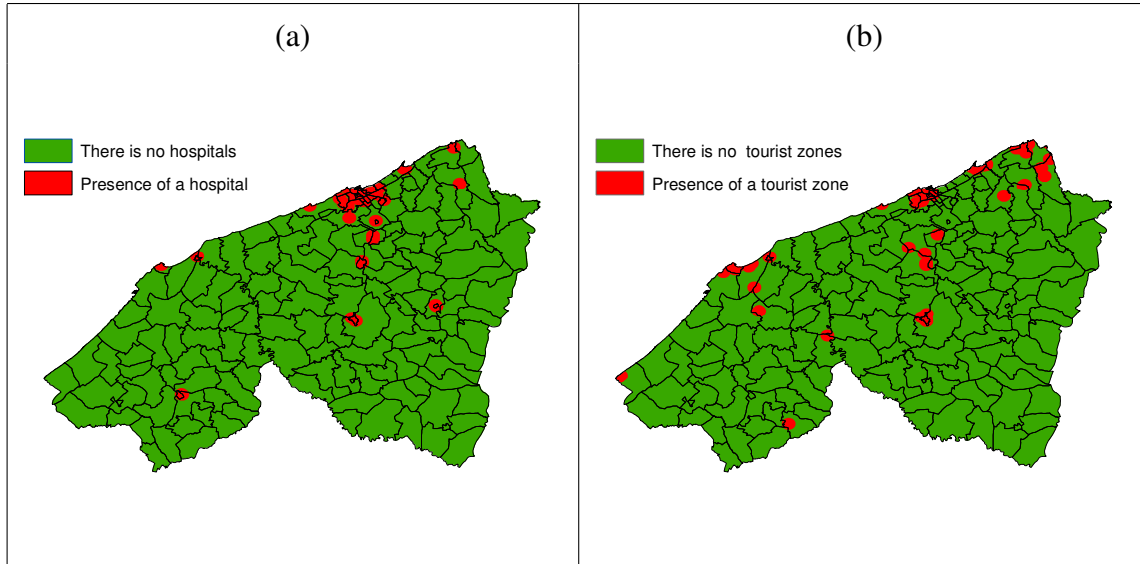 (a)
There is no hospitals
Presence of a hospital
(b)
There is no tourist zones
Presence of a tourist zone